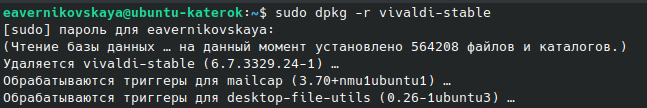 eavernikovskaya@ubuntu-katerok:~$ sudo dpkg -r vivaldi-stable
[sudo] пароль для eavernikovskaya:
(Чтение базы данных … на данный момент установлено 564208 файлов и каталогов.)
Удаляется vivaldi-stable (6.7.3329.24-1) …
Обрабатываются триггеры для mailcap (3.70+nmu1ubuntu1) …
Обрабатываются триггеры для desktop-file-utils (0.26-1ubuntu3) …